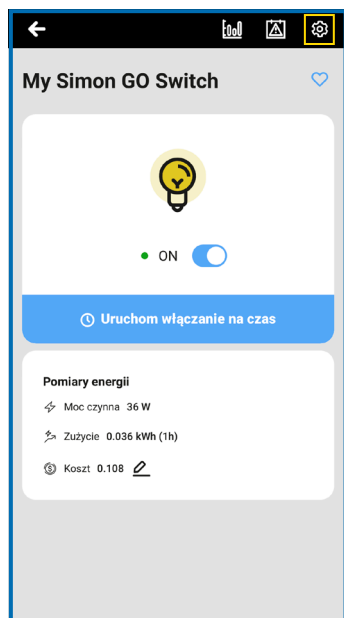 My Simon GO Switch
ON
Uruchom włączanie na czas
Pomiary energii
Moc czynna 36 W
Zużycie 0.036 kWh (1h)
Koszt 0.108